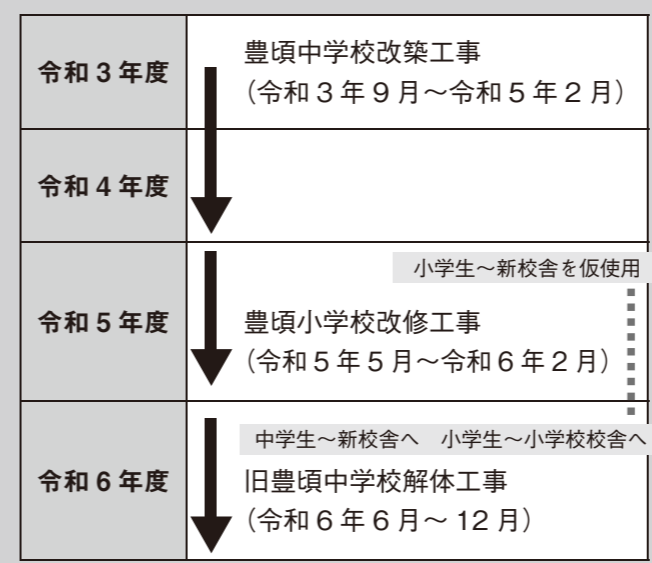 令和３年度
豊頃中学校改築工事
（令和３年９月～令和５年２月）
令和４年度
小学生～新校舎を仮使用
令和５年度
豊頃小学校改修工事
（令和５年５月～令和６年２月）
中学生～新校舎へ　小学生～小学校校舎へ
令和６年度
旧豊頃中学校解体工事
（令和６年６月～12月）